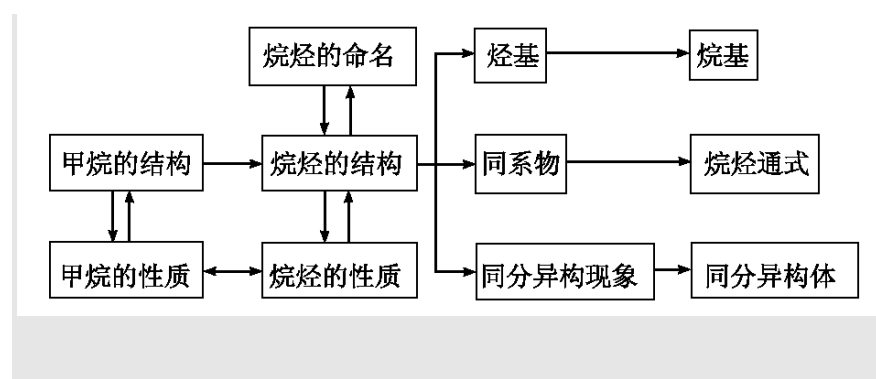 烷烃的命名
烃基
烷基
甲烷的结构
烷烃的结构
同系物
烷烃通式
甲烷的性质
烷烃的性质
同分异构现象
同分异构体